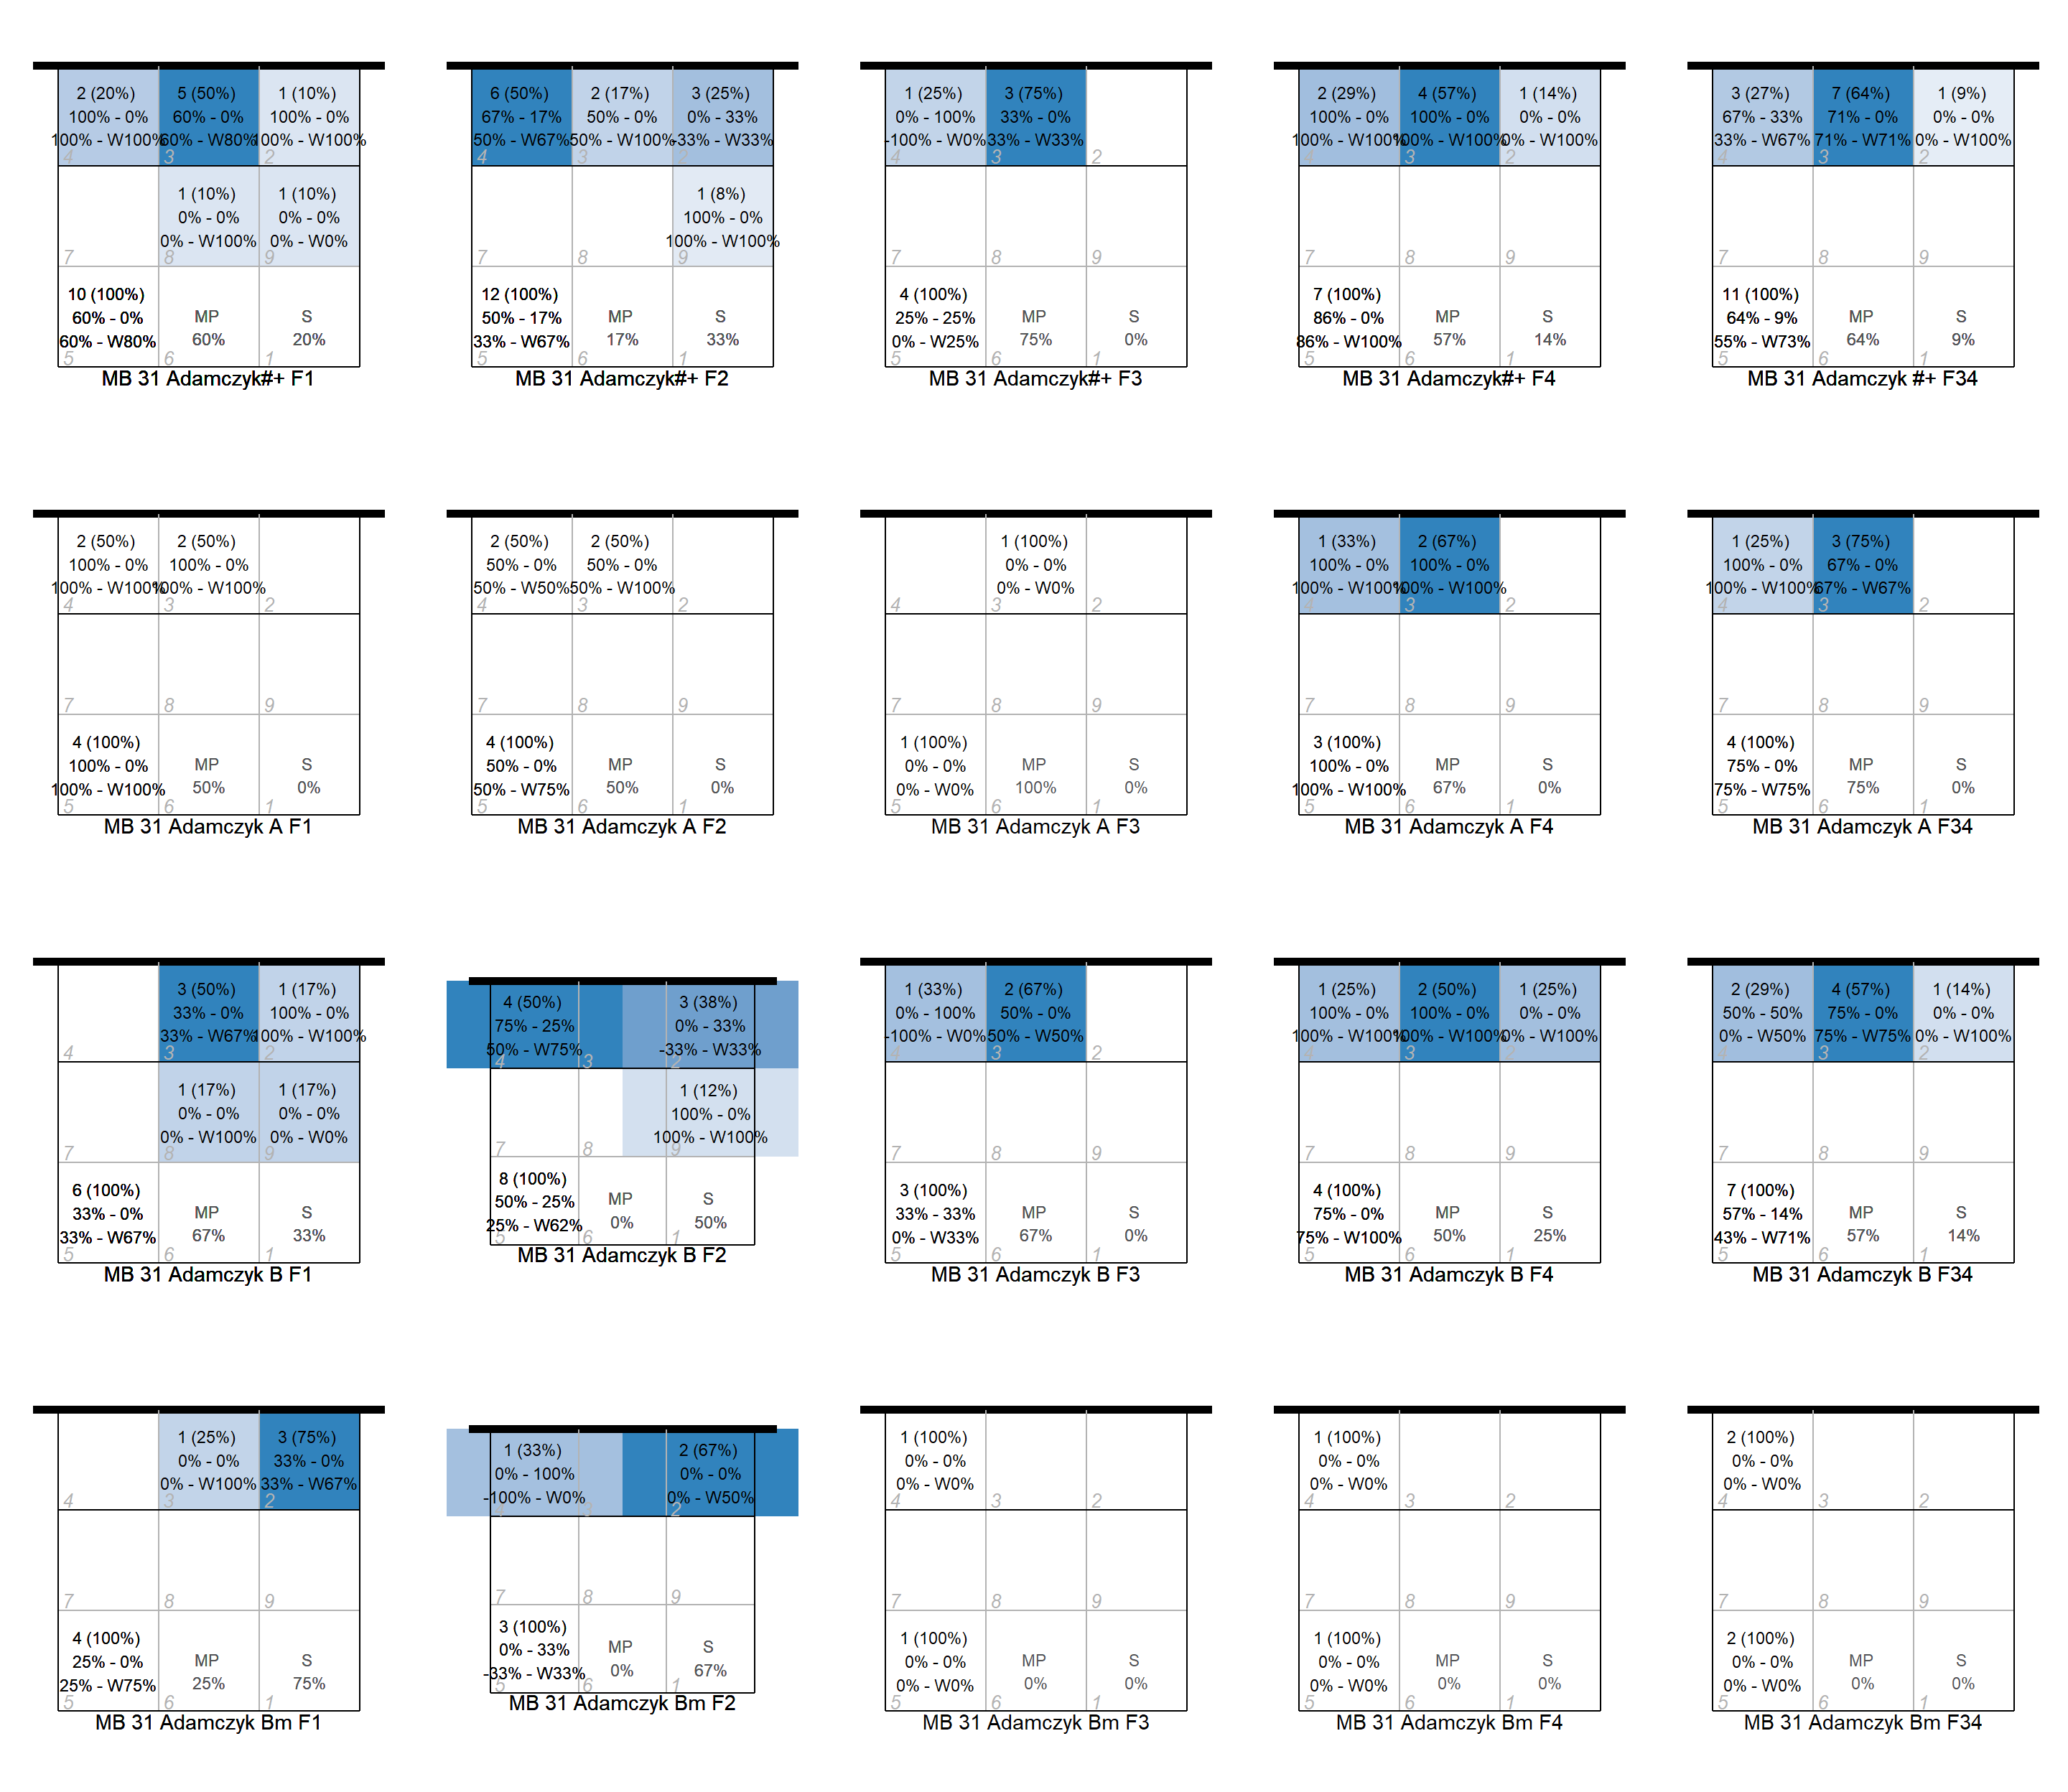 2 (20%) 5 (50%) 1 (10%)
100% - 0% 60% - 0% 100% - 0%
100% - W100% 60% - W80% 100% - W100%
4 3 2
1 (10%) 1 (10%)
0% - 0% 0% - 0%
0% - W100% 0% - W0%
7 8 9
10 (100%)
60% - 0% MP S
60% - W80% 60% 20%
5 6 1
MB 31 Adamczyk#+ F1
6 (50%) 2 (17%) 3 (25%)
67% - 17% 50% - 0% 0% - 33%
50% - W67% 50% - W100% -33% - W33%
4 3 2
1 (8%)
100% - 0%
100% - W100%
7 8 9
12 (100%)
50% - 17% MP S
33% - W67% 17% 33%
5 6 1
MB 31 Adamczyk#+ F2
1 (25%) 3 (75%)
0% - 100% 33% - 0%
-100% - W0% 33% - W33%
4 3 2
7 8 9
4 (100%)
25% - 25% MP S
0% - W25% 75% 0%
5 6 1
MB 31 Adamczyk#+ F3
2 (29%) 4 (57%) 1 (14%)
100% - 0% 100% - 0% 0% - 0%
100% - W100% 100% - W100% 0% - W100%
4 3 2
7 8 9
7 (100%)
86% - 0% MP S
86% - W100% 57% 14%
5 6 1
MB 31 Adamczyk#+ F4
3 (27%) 7 (64%) 1 (9%)
67% - 33% 71% - 0% 0% - 0%
33% - W67% 71% - W71% 0% - W100%
4 3 2
7 8 9
11 (100%)
64% - 9% MP S
55% - W73% 64% 9%
5 6 1
MB 31 Adamczyk #+ F34
2 (50%) 2 (50%)
100% - 0% 100% - 0%
100% - W100% 100% - W100%
4 3 2
7 8 9
4 (100%)
100% - 0% MP S
100% - W100% 50% 0%
5 6 1
MB 31 Adamczyk A F1
2 (50%) 2 (50%)
50% - 0% 50% - 0%
50% - W50% 50% - W100%
4 3 2
7 8 9
4 (100%)
50% - 0% MP S
50% - W75% 50% 0%
5 6 1
MB 31 Adamczyk A F2
1 (100%)
0% - 0%
0% - W0%
4 3 2
7 8 9
1 (100%)
0% - 0% MP S
0% - W0% 100% 0%
5 6 1
MB 31 Adamczyk A F3
1 (33%) 2 (67%)
100% - 0% 100% - 0%
100% - W100% 100% - W100%
4 3 2
7 8 9
3 (100%)
100% - 0% MP S
100% - W100% 67% 0%
5 6 1
MB 31 Adamczyk A F4
1 (25%) 3 (75%)
100% - 0% 67% - 0%
100% - W100% 67% - W67%
4 3 2
7 8 9
4 (100%)
75% - 0% MP S
75% - W75% 75% 0%
5 6 1
MB 31 Adamczyk A F34
3 (50%) 1 (17%)
33% - 0% 100% - 0%
33% - W67% 100% - W100%
4 3 2
1 (17%) 1 (17%)
0% - 0% 0% - 0%
0% - W100% 0% - W0%
7 8 9
6 (100%)
33% - 0% MP S
33% - W67% 67% 33%
5 6 1
MB 31 Adamczyk B F1
4 (50%) 3 (38%)
75% - 25% 0% - 33%
50% - W75% -33% - W33%
4 3 2
1 (12%)
100% - 0%
100% - W100%
7 8 9
8 (100%)
50% - 25% MP S
25% - W62% 0% 50%
5 6 1
MB 31 Adamczyk B F2
1 (33%) 2 (67%)
0% - 100% 50% - 0%
-100% - W0% 50% - W50%
4 3 2
7 8 9
3 (100%)
33% - 33% MP S
0% - W33% 67% 0%
5 6 1
MB 31 Adamczyk B F3
1 (25%) 2 (50%) 1 (25%)
100% - 0% 100% - 0% 0% - 0%
100% - W100% 100% - W100% 0% - W100%
4 3 2
7 8 9
4 (100%)
75% - 0% MP S
75% - W100% 50% 25%
5 6 1
MB 31 Adamczyk B F4
2 (29%) 4 (57%) 1 (14%)
50% - 50% 75% - 0% 0% - 0%
0% - W50% 75% - W75% 0% - W100%
4 3 2
7 8 9
7 (100%)
57% - 14% MP S
43% - W71% 57% 14%
5 6 1
MB 31 Adamczyk B F34
1 (25%) 3 (75%)
0% - 0% 33% - 0%
0% - W100% 33% - W67%
4 3 2
7 8 9
4 (100%)
25% - 0% MP S
25% - W75% 25% 75%
5 6 1
MB 31 Adamczyk Bm F1
1 (33%) 2 (67%)
0% - 100% 0% - 0%
-100% - W0% 0% - W50%
4 3 2
7 8 9
3 (100%)
0% - 33% MP S
-33% - W33% 0% 67%
5 6 1
MB 31 Adamczyk Bm F2
1 (100%)
0% - 0%
0% - W0%
4 3 2
7 8 9
1 (100%)
0% - 0% MP S
0% - W0% 0% 0%
5 6 1
MB 31 Adamczyk Bm F3
1 (100%)
0% - 0%
0% - W0%
4 3 2
7 8 9
1 (100%)
0% - 0% MP S
0% - W0% 0% 0%
5 6 1
MB 31 Adamczyk Bm F4
2 (100%)
0% - 0%
0% - W0%
4 3 2
7 8 9
2 (100%)
0% - 0% MP S
0% - W0% 0% 0%
5 6 1
MB 31 Adamczyk Bm F34